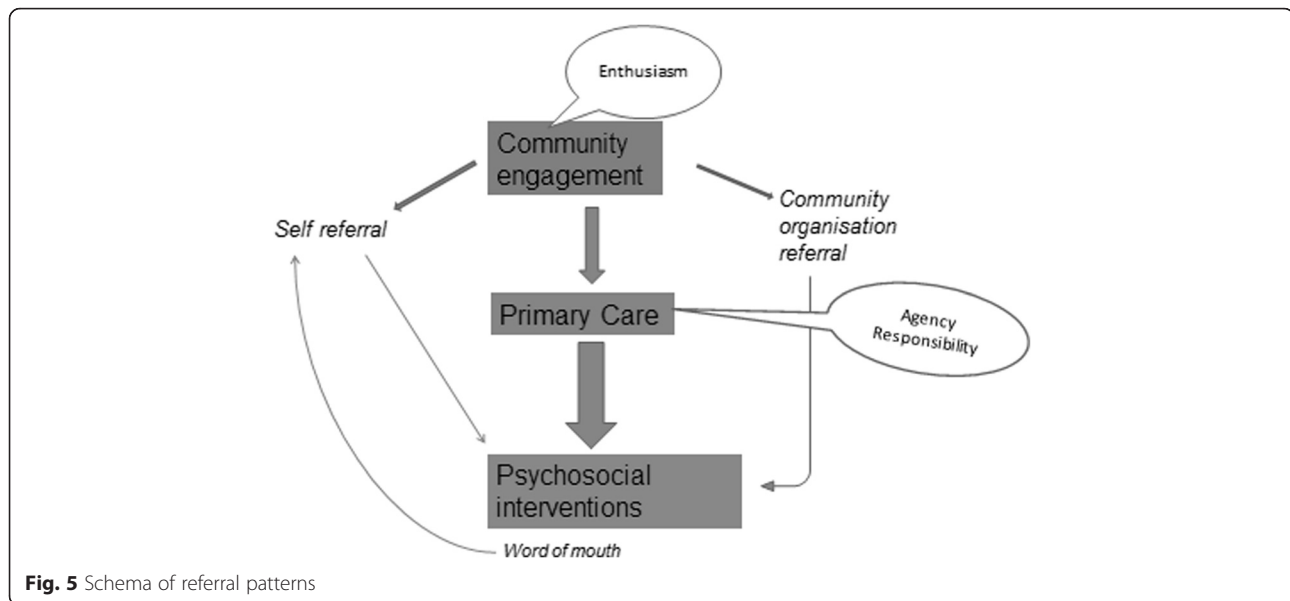 Enthusiasm
Community
engagement
Self referral
Community
organisation
referral
Primary Care
Agency
Responsibility
Psychosocial
interventions
Word of mouth
Fig. 5 Schema of referral patterns